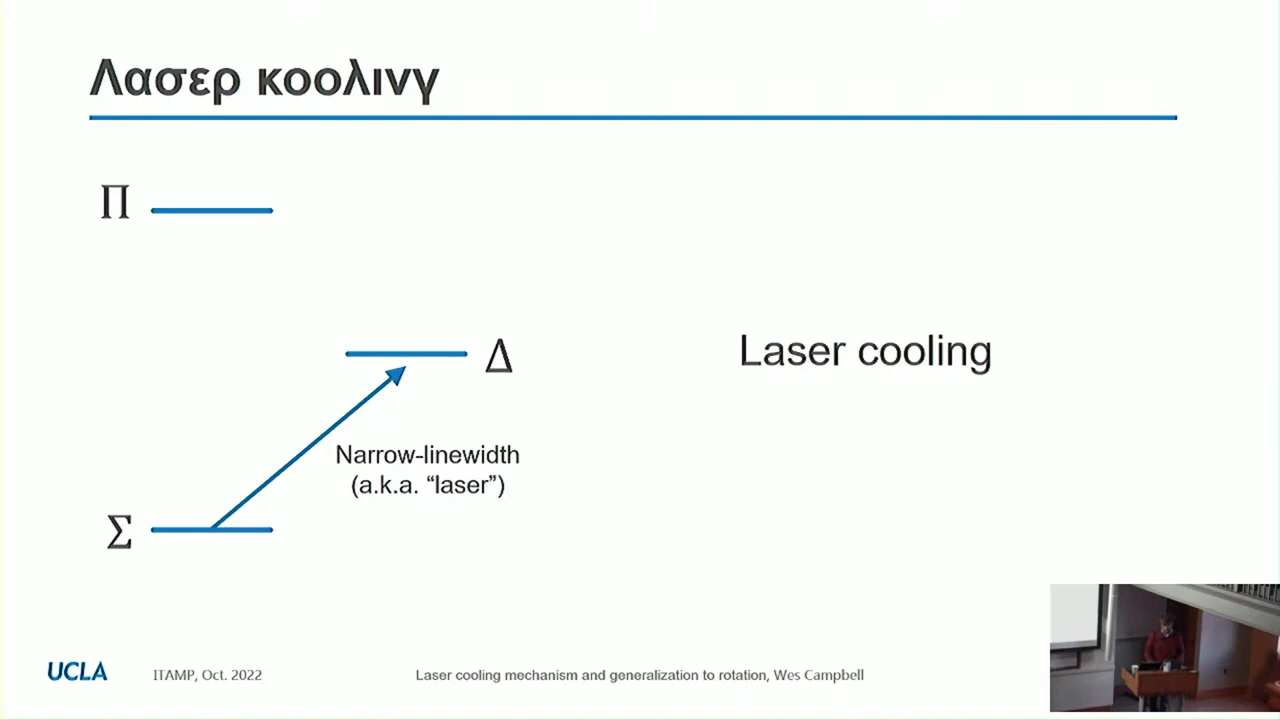 Λασερ κοολινγ
Π
Δ
Laser cooling
Narrow-linewidth
(a.k.a. “laser”)
Σ
UCLA
ITAMP, Oct. 2022
Laser cooling mechanism and generalization to rotation, Wes Campbell